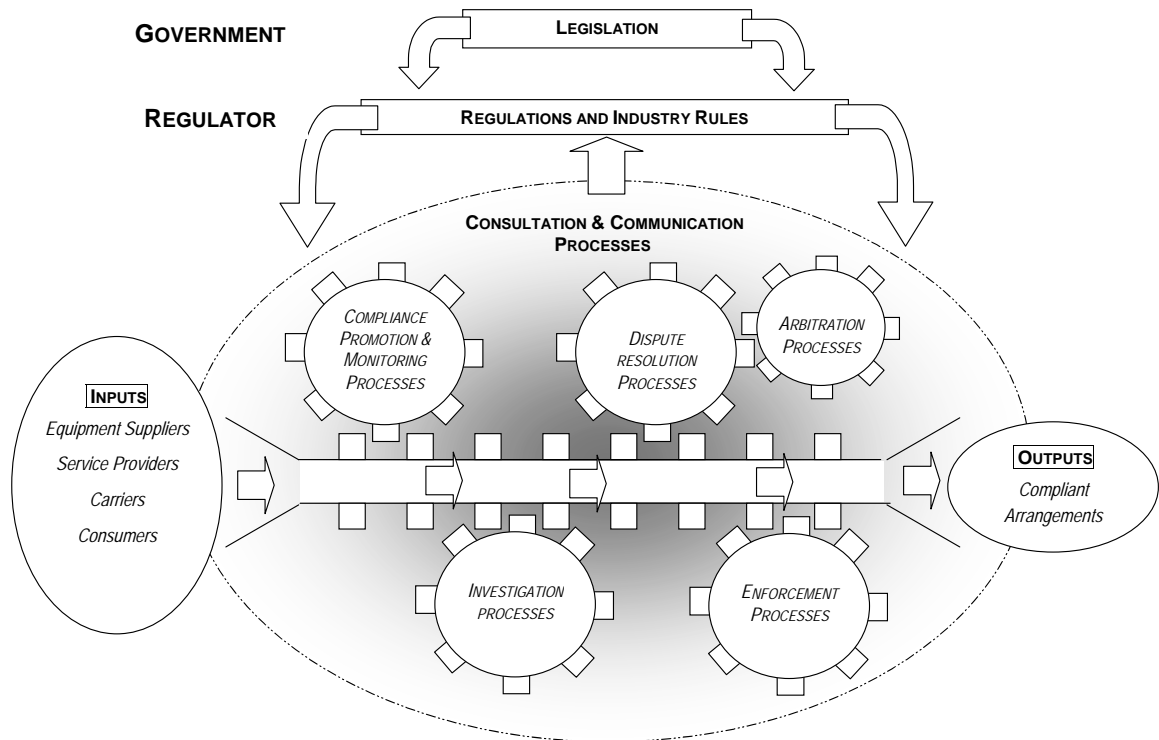 GOVERNMENT
LEGISLATION
REGULATOR
REGULATIONS AND INDUSTRY RULES
CONSULTATION & COMMUNICATION
PROCESSES
COMPLIANCE
PROMOTION &
MONITORING
PROCESSES
DISPUTE
RESOLUTION
PROCESSES
ARBITRATION
PROCESSES
INPUTS
Equipment Suppliers
Service Providers
Carriers
Consumers
OUTPUTS
Compliant
Arrangements
INVESTIGATION
PROCESSES
ENFORCEMENT
PROCESSES